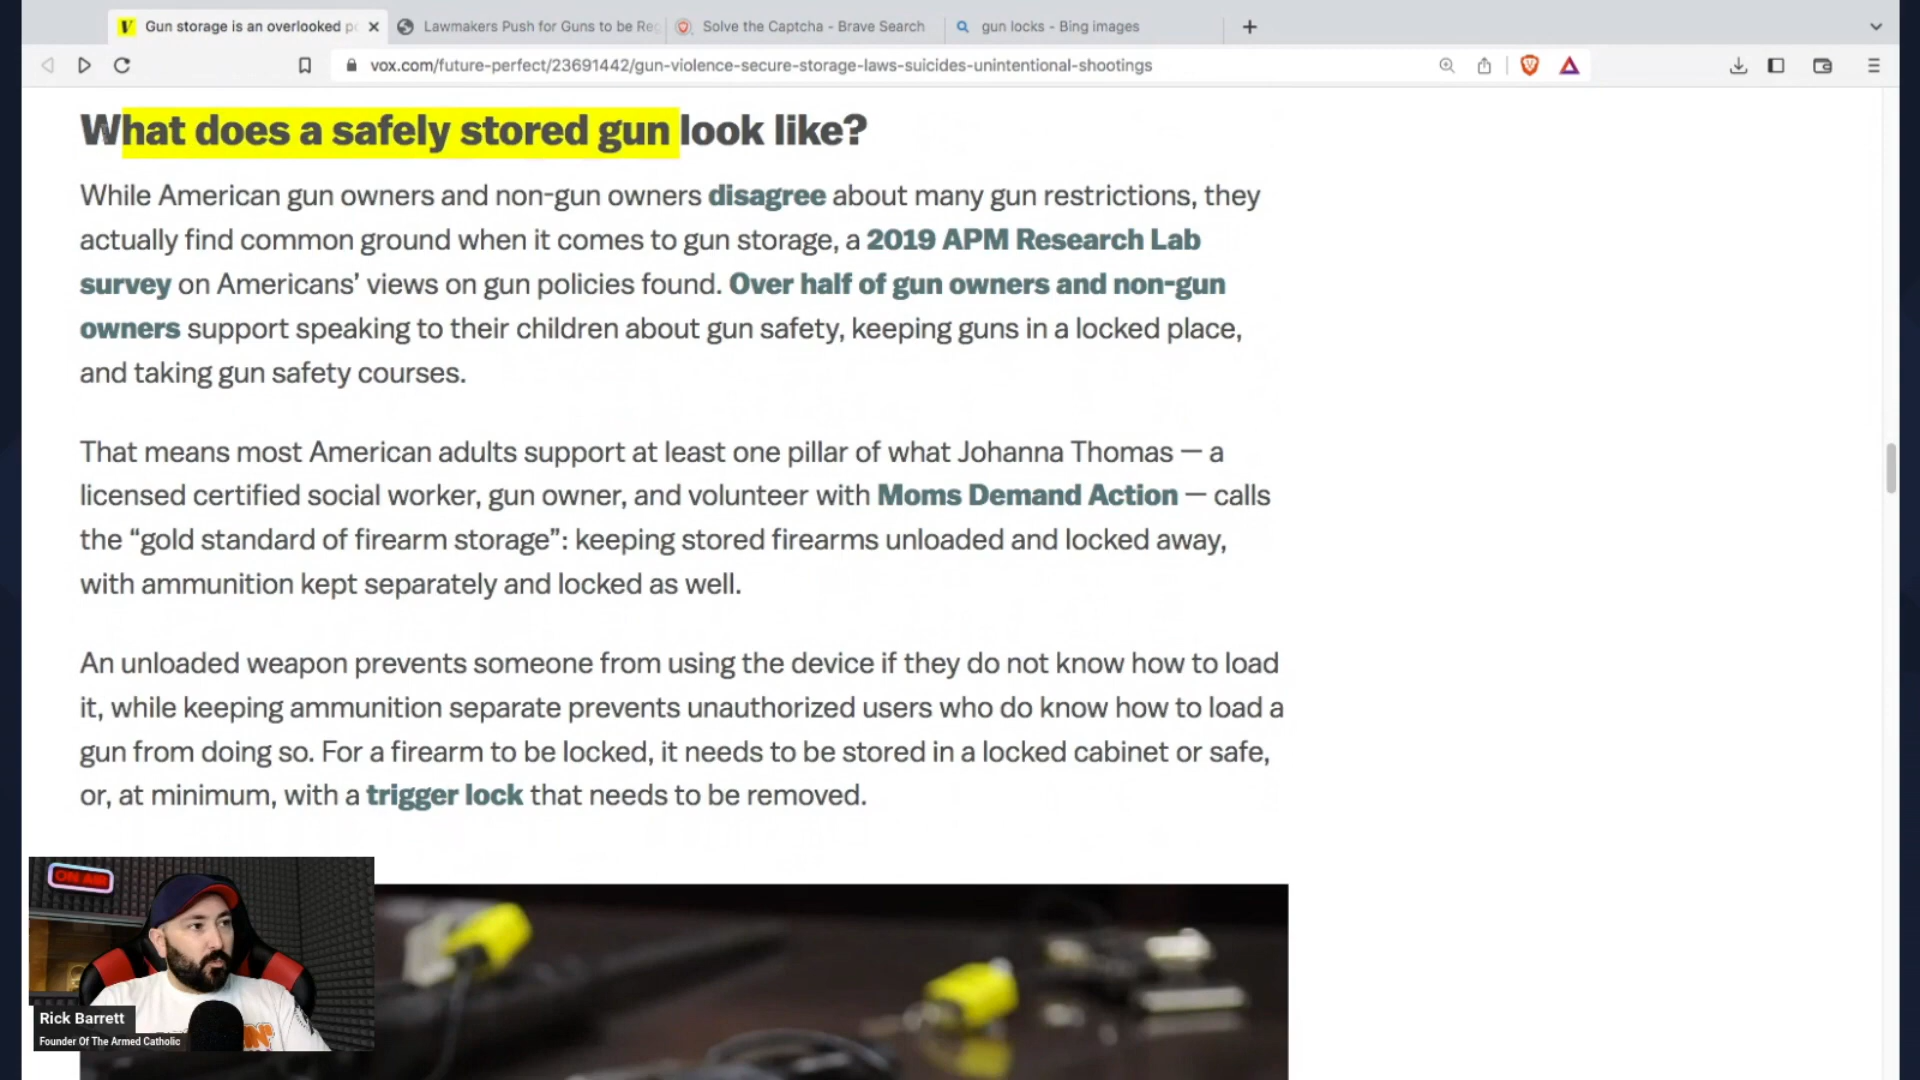 Gun storage is an overlooked p
Lawmakers Push for Guns to be Re
Solve the Captcha - Brave Search
gun locks - Bing images
vox.com/future-perfect/23691442/gun-violence-secure-storage-laws-suicides-unintentional-shootings
What does a safely stored gun look like?
While American gun owners and non-gun owners disagree about many gun restrictions, they
actually find common ground when it comes to gun storage, a 2019 APM Research Lab
survey on Americans’ views on gun policies found. Over half of gun owners and non-gun
owners support speaking to their children about gun safety, keeping guns in a locked place,
and taking gun safety courses.
That means most American adults support at least one pillar of what Johanna Thomas — a
licensed certified social worker, gun owner, and volunteer with Moms Demand Action — calls
the “gold standard of firearm storage”: keeping stored firearms unloaded and locked away,
with ammunition kept separately and locked as well.
An unloaded weapon prevents someone from using the device if they do not know how to load
it, while keeping ammunition separate prevents unauthorized users who do know how to load a
gun from doing so. For a firearm to be locked, it needs to be stored in a locked cabinet or safe,
or, at minimum, with a trigger lock that needs to be removed.
ON AIR
Rick Barrett
Founder Of The Armed Catholic